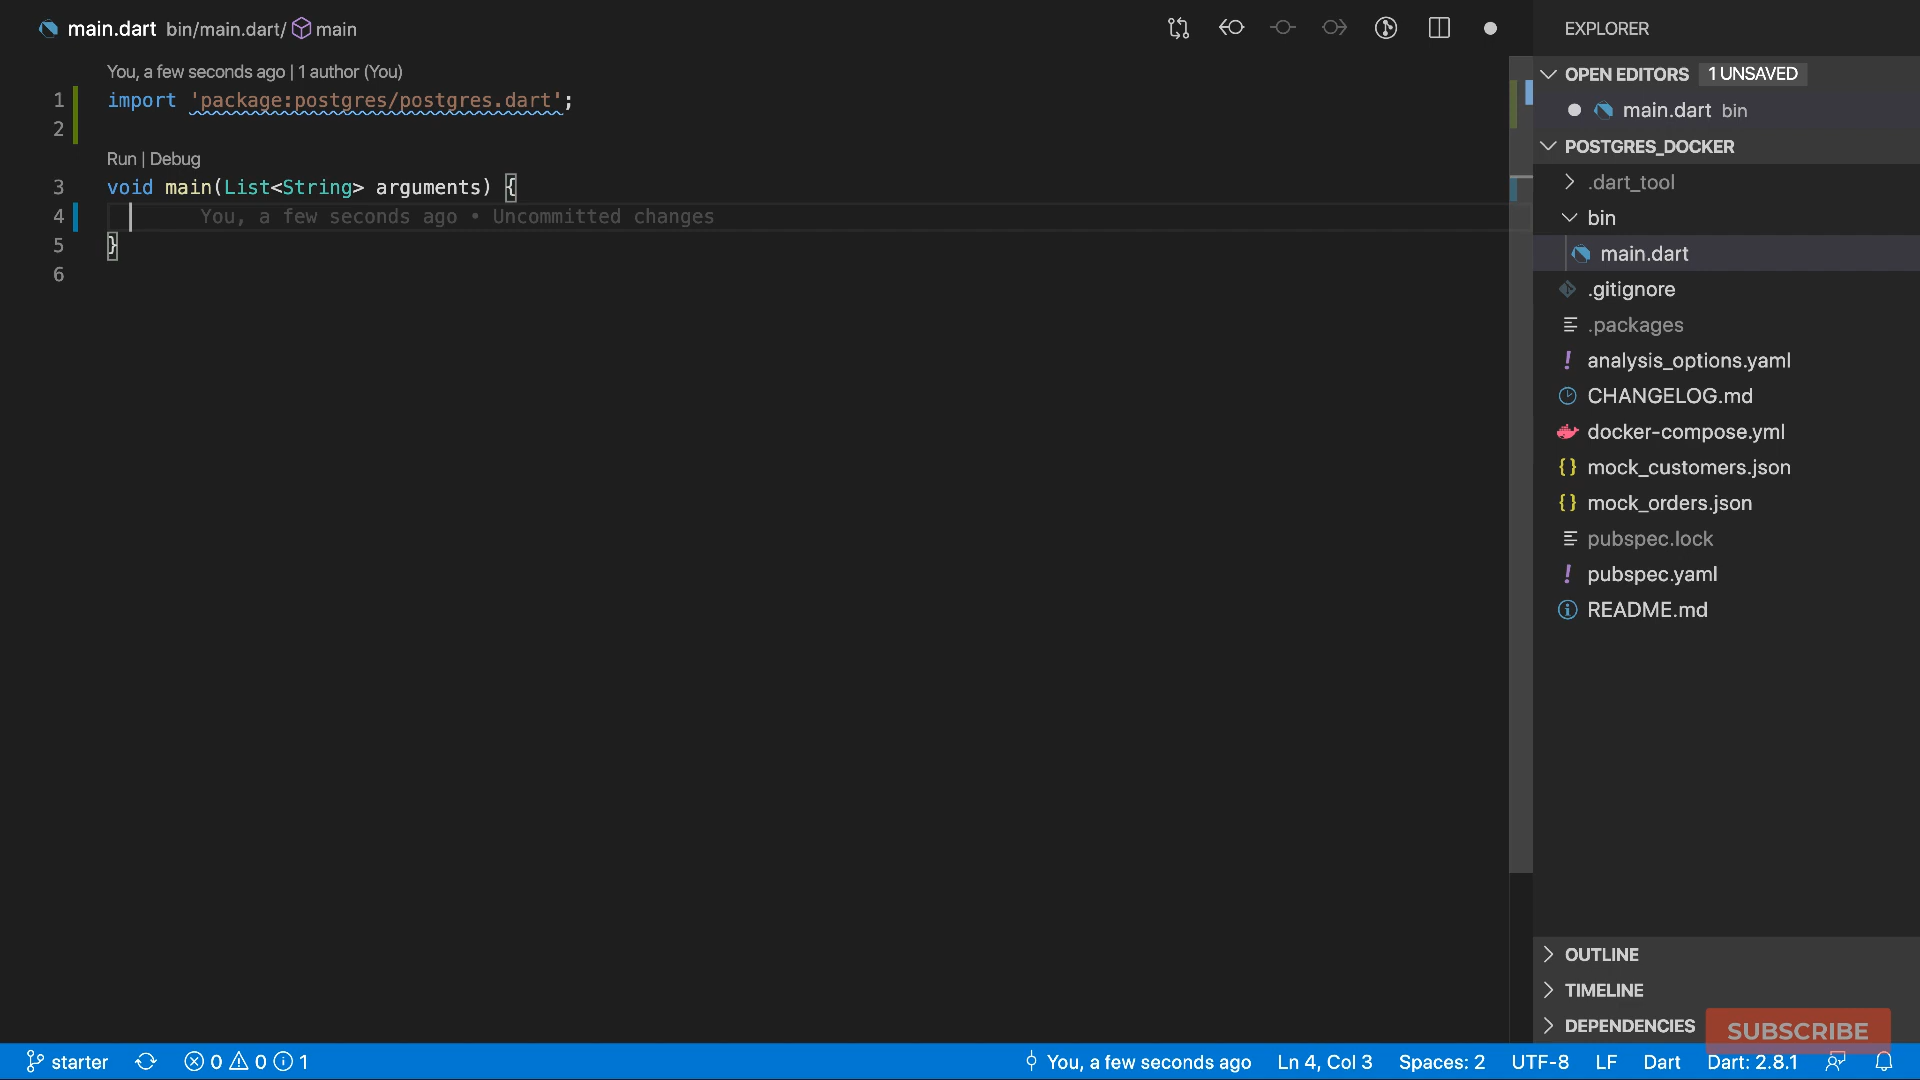 main.dart bin/main.dart/ main
You, a few seconds ago | 1 author (You)
1 import 'package:postgres/postgres.dart';
2
Run | Debug
3 void main(List<String> arguments) {
4 You, a few seconds ago • Uncommitted changes
5 }
6
EXPLORER
OPEN EDITORS 1 UNSAVED
main.dart bin
POSTGRES_DOCKER
.dart_tool
bin
main.dart
.gitignore
.packages
analysis_options.yaml
CHANGELOG.md
docker-compose.yml
mock_customers.json
mock_orders.json
pubspec.lock
pubspec.yaml
README.md
OUTLINE
TIMELINE
DEPENDENCIES
SUBSCRIBE
starter 0 0 1 You, a few seconds ago Ln 4, Col 3 Spaces: 2 UTF-8 LF Dart Dart: 2.8.1